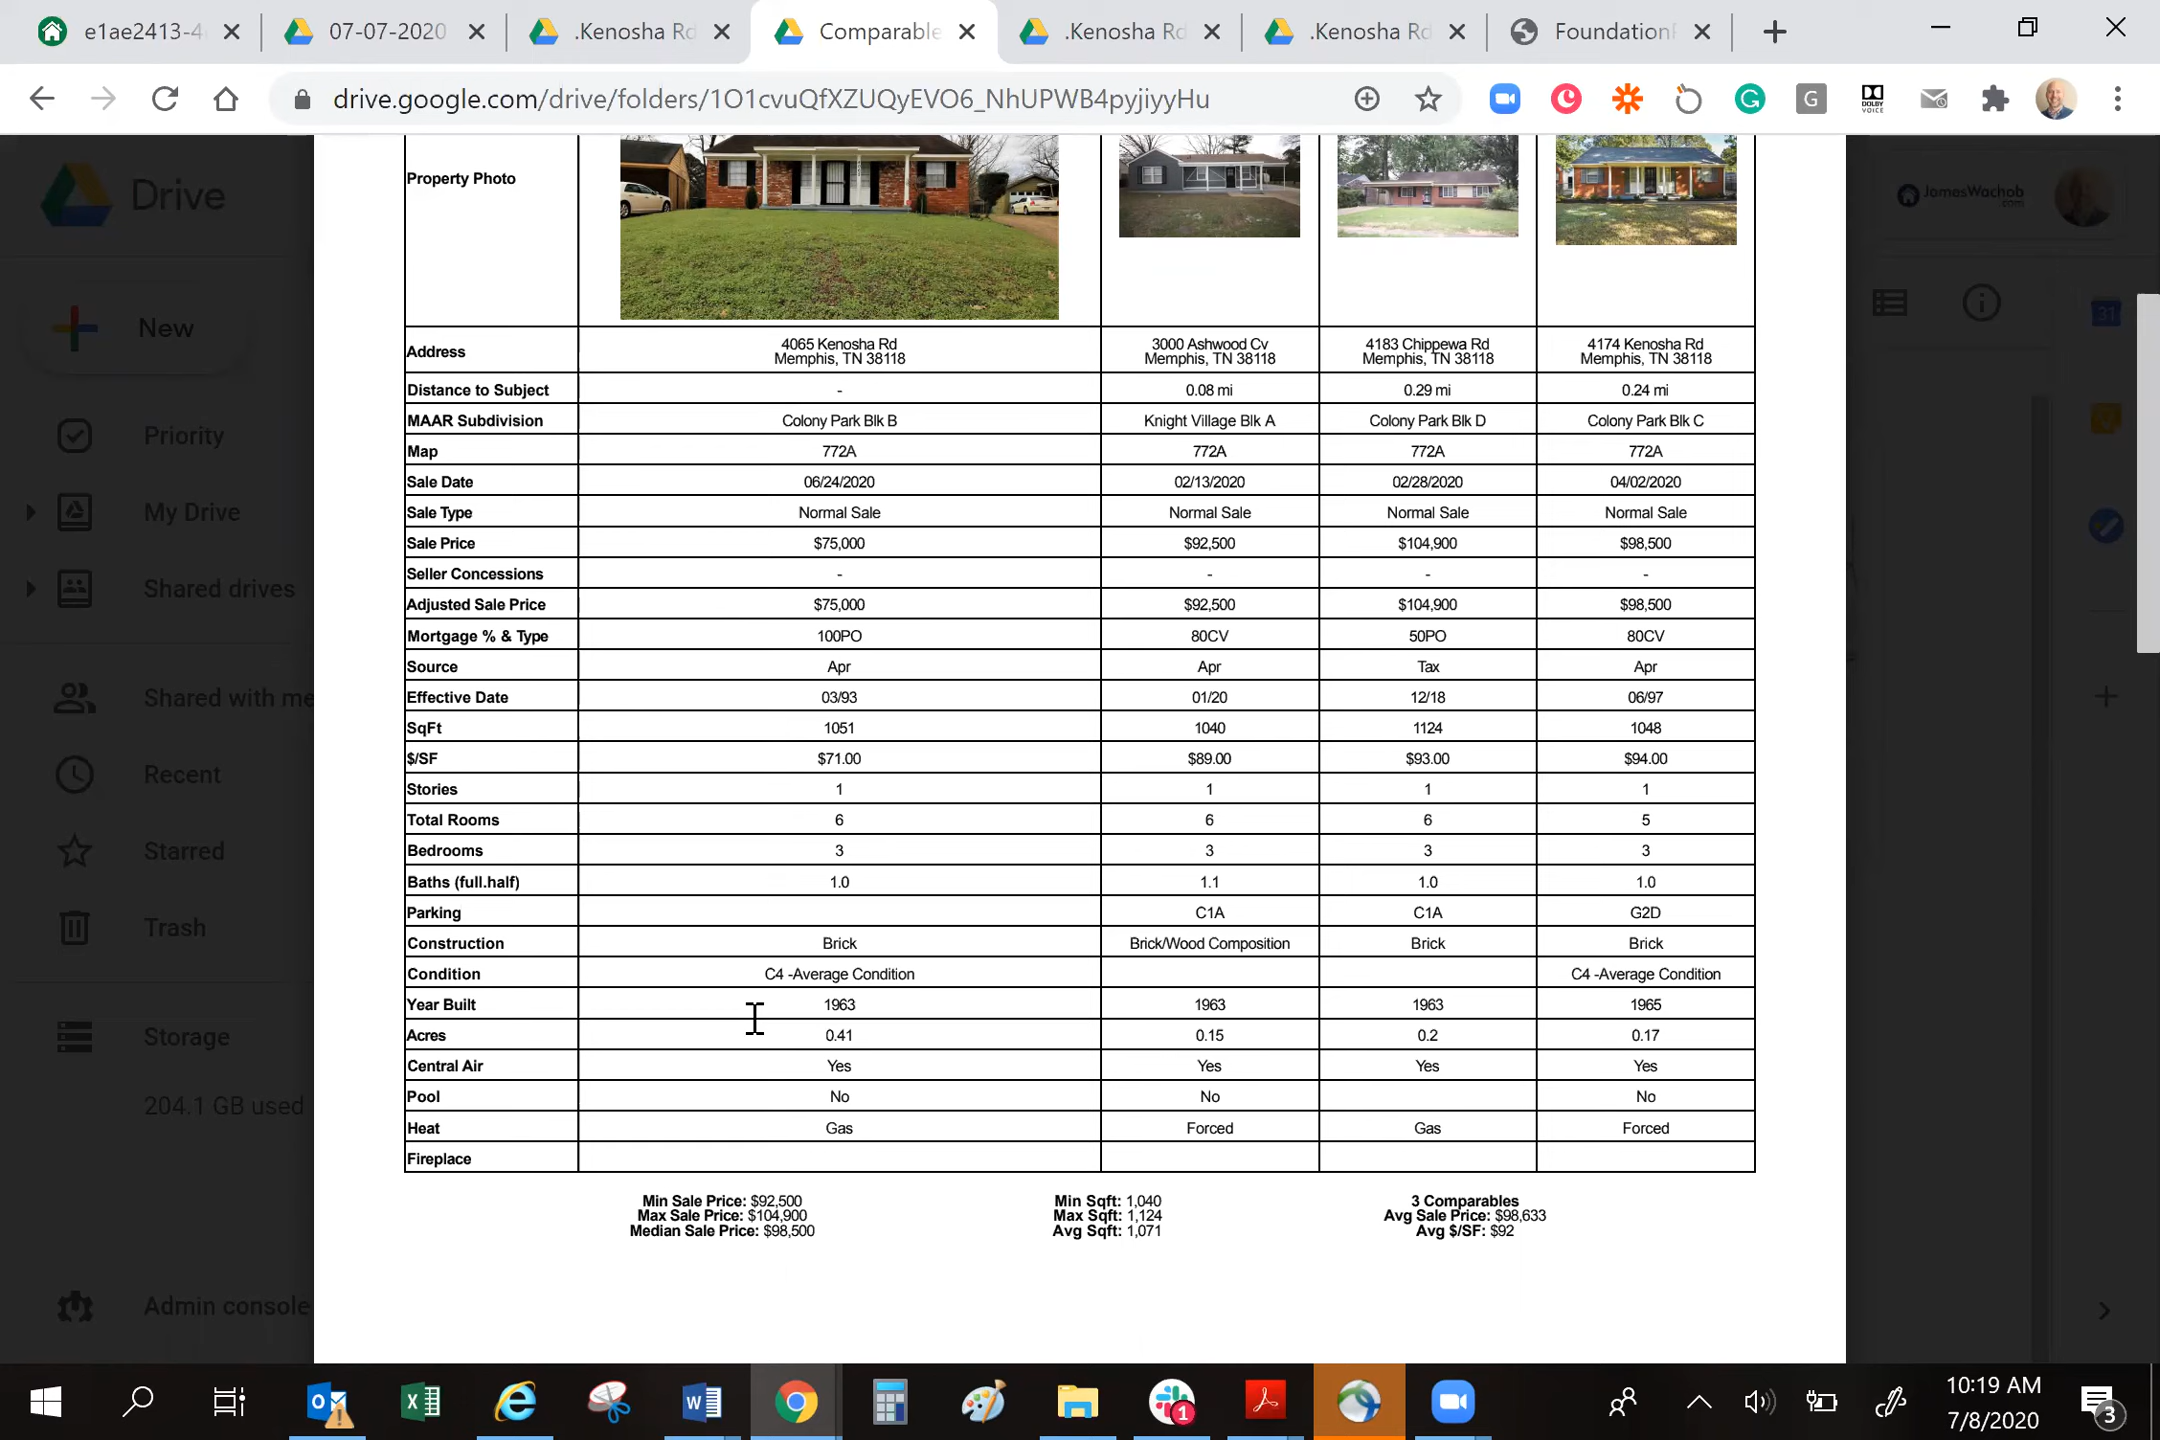 e1ae2413-4
07-07-2020
.Kenosha Rd
Comparable
.Kenosha Rd
.Kenosha Rd
FoundationP
drive.google.com/drive/folders/1O1cvuQfXZUQyEVO6_NhUPWB4pyjiyyHu
DOLBY
VOICE
Drive
JamesWachob
.com
New
Priority
My Drive
Shared drives
Shared with me
Recent
Starred
Trash
Storage
204.1 GB used
Admin console
31
Property Photo
Address 4065 Kenosha Rd 3000 Ashwood Cv 4183 Chippewa Rd 4174 Kenosha Rd
Memphis, TN 38118 Memphis, TN 38118 Memphis, TN 38118 Memphis, TN 38118
Distance to Subject - 0.08 mi 0.29 mi 0.24 mi
MAAR Subdivision Colony Park Blk B Knight Village Blk A Colony Park Blk D Colony Park Blk C
Map 772A 772A 772A 772A
Sale Date 06/24/2020 02/13/2020 02/28/2020 04/02/2020
Sale Type Normal Sale Normal Sale Normal Sale Normal Sale
Sale Price $75,000 $92,500 $104,900 $98,500
Seller Concessions - - - -
Adjusted Sale Price $75,000 $92,500 $104,900 $98,500
Mortgage % & Type 100PO 80CV 50PO 80CV
Source Apr Apr Tax Apr
Effective Date 03/93 01/20 12/18 06/97
SqFt 1051 1040 1124 1048
$/SF $71.00 $89.00 $93.00 $94.00
Stories 1 1 1 1
Total Rooms 6 6 6 5
Bedrooms 3 3 3 3
Baths (full.half) 1.0 1.1 1.0 1.0
Parking C1A C1A G2D
Construction Brick Brick/Wood Composition Brick Brick
Condition C4 -Average Condition C4 -Average Condition
Year Built 1963 1963 1963 1965
Acres 0.41 0.15 0.2 0.17
Central Air Yes Yes Yes Yes
Pool No No No
Heat Gas Forced Gas Forced
Fireplace
Min Sale Price: $92,500 Min Sqft: 1,040 3 Comparables
Max Sale Price: $104,900 Max Sqft: 1,124 Avg Sale Price: $98,633
Median Sale Price: $98,500 Avg Sqft: 1,071 Avg $/SF: $92
1
10:19 AM
7/8/2020
3